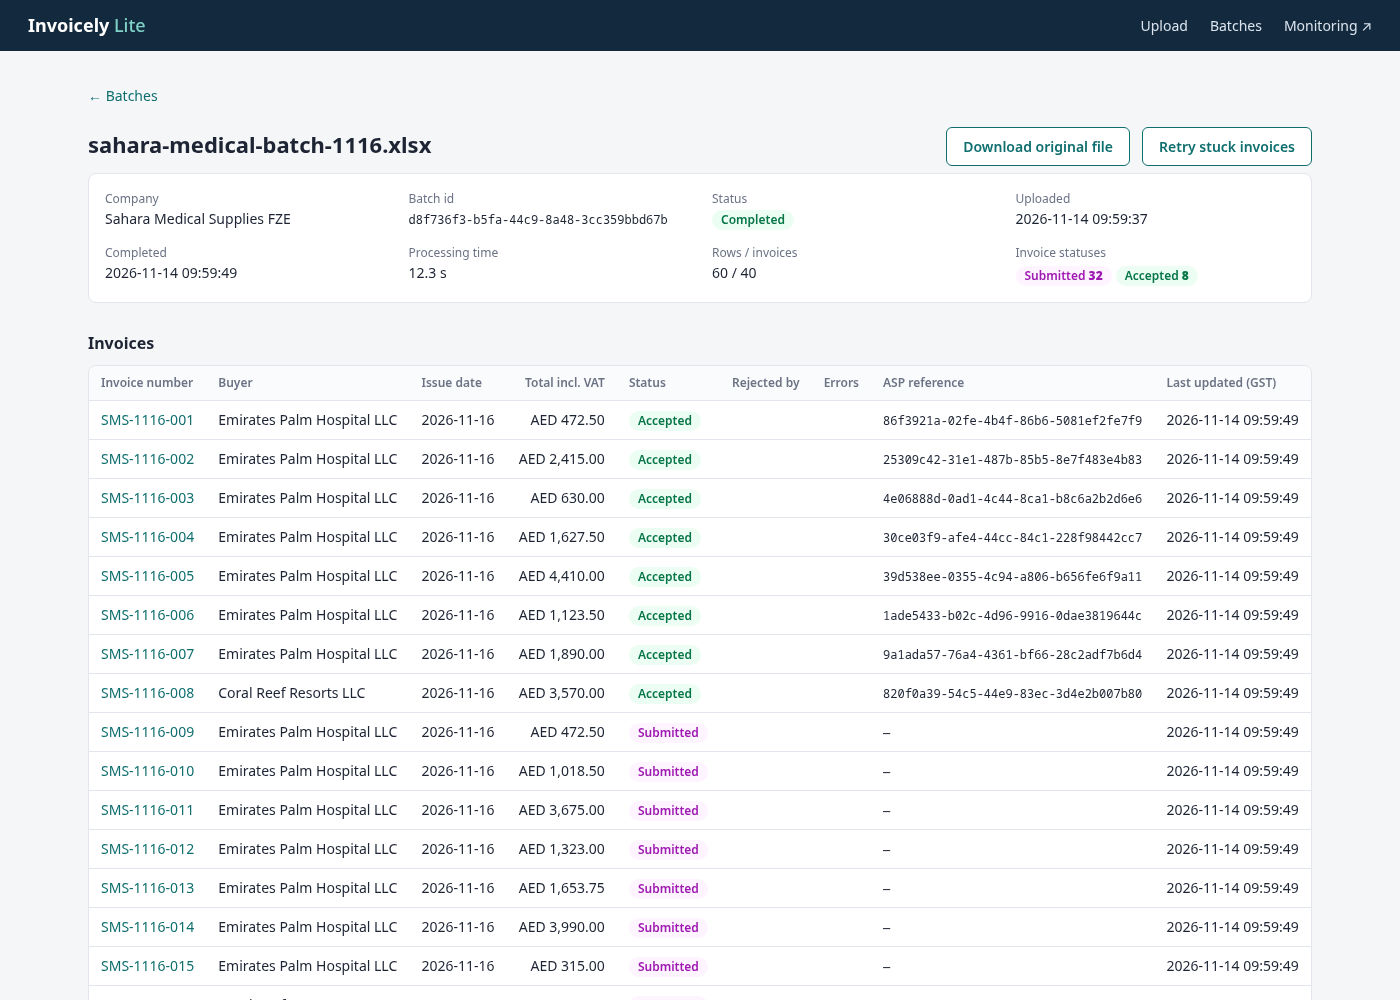 Invoicely Lite
Upload Batches Monitoring ↗
← Batches
sahara-medical-batch-1116.xlsx
Download original file
Retry stuck invoices
Company
Sahara Medical Supplies FZE
Batch id
d8f736f3-b5fa-44c9-8a48-3cc359bbd67b
Status
Completed
Uploaded
2026-11-14 09:59:37
Completed
2026-11-14 09:59:49
Processing time
12.3 s
Rows / invoices
60 / 40
Invoice statuses
Submitted 32 Accepted 8
Invoices
Invoice number Buyer Issue date Total incl. VAT Status Rejected by Errors ASP reference Last updated (GST)
SMS-1116-001 Emirates Palm Hospital LLC 2026-11-16 AED 472.50 Accepted 86f3921a-02fe-4b4f-86b6-5081ef2fe7f9 2026-11-14 09:59:49
SMS-1116-002 Emirates Palm Hospital LLC 2026-11-16 AED 2,415.00 Accepted 25309c42-31e1-487b-85b5-8e7f483e4b83 2026-11-14 09:59:49
SMS-1116-003 Emirates Palm Hospital LLC 2026-11-16 AED 630.00 Accepted 4e06888d-0ad1-4c44-8ca1-b8c6a2b2d6e6 2026-11-14 09:59:49
SMS-1116-004 Emirates Palm Hospital LLC 2026-11-16 AED 1,627.50 Accepted 30ce03f9-afe4-44cc-84c1-228f98442cc7 2026-11-14 09:59:49
SMS-1116-005 Emirates Palm Hospital LLC 2026-11-16 AED 4,410.00 Accepted 39d538ee-0355-4c94-a806-b656fe6f9a11 2026-11-14 09:59:49
SMS-1116-006 Emirates Palm Hospital LLC 2026-11-16 AED 1,123.50 Accepted 1ade5433-b02c-4d96-9916-0dae3819644c 2026-11-14 09:59:49
SMS-1116-007 Emirates Palm Hospital LLC 2026-11-16 AED 1,890.00 Accepted 9a1ada57-76a4-4361-bf66-28c2adf7b6d4 2026-11-14 09:59:49
SMS-1116-008 Coral Reef Resorts LLC 2026-11-16 AED 3,570.00 Accepted 820f0a39-54c5-44e9-83ec-3d4e2b007b80 2026-11-14 09:59:49
SMS-1116-009 Emirates Palm Hospital LLC 2026-11-16 AED 472.50 Submitted – 2026-11-14 09:59:49
SMS-1116-010 Emirates Palm Hospital LLC 2026-11-16 AED 1,018.50 Submitted – 2026-11-14 09:59:49
SMS-1116-011 Emirates Palm Hospital LLC 2026-11-16 AED 3,675.00 Submitted – 2026-11-14 09:59:49
SMS-1116-012 Emirates Palm Hospital LLC 2026-11-16 AED 1,323.00 Submitted – 2026-11-14 09:59:49
SMS-1116-013 Emirates Palm Hospital LLC 2026-11-16 AED 1,653.75 Submitted – 2026-11-14 09:59:49
SMS-1116-014 Emirates Palm Hospital LLC 2026-11-16 AED 3,990.00 Submitted – 2026-11-14 09:59:49
SMS-1116-015 Emirates Palm Hospital LLC 2026-11-16 AED 315.00 Submitted – 2026-11-14 09:59:49